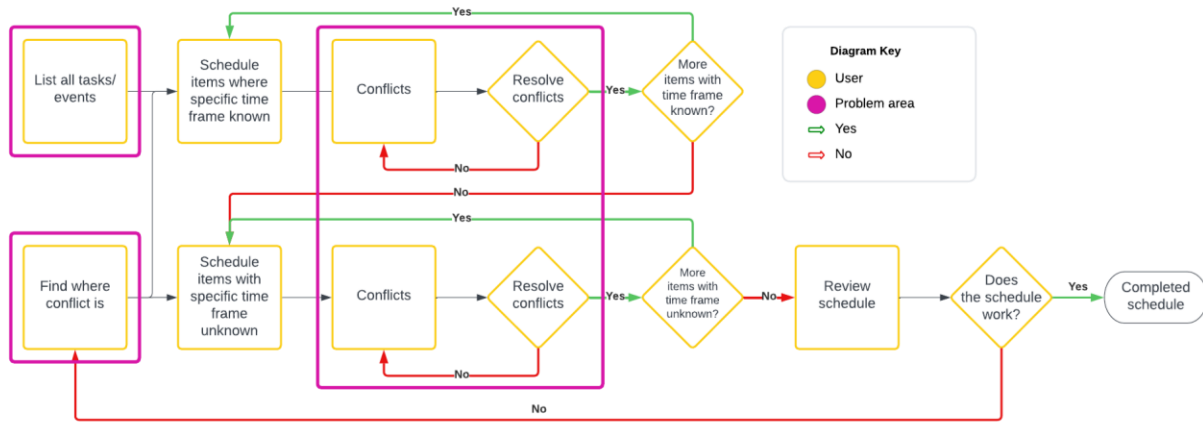 Yes
List all tasks/
events
Schedule
items where
specific time
frame known
Conflicts
Resolve
conflicts
Yes
More
items with
time frame
known?
No
No
Diagram Key
User
Problem area
Yes
No
Yes
Find where
conflict is
Schedule
items with
specific time
frame
unknown
Conflicts
Resolve
conflicts
Yes
More
items with
time frame
unknown?
No
Review
schedule
Does
the schedule
work?
Yes
Completed
schedule
No
No